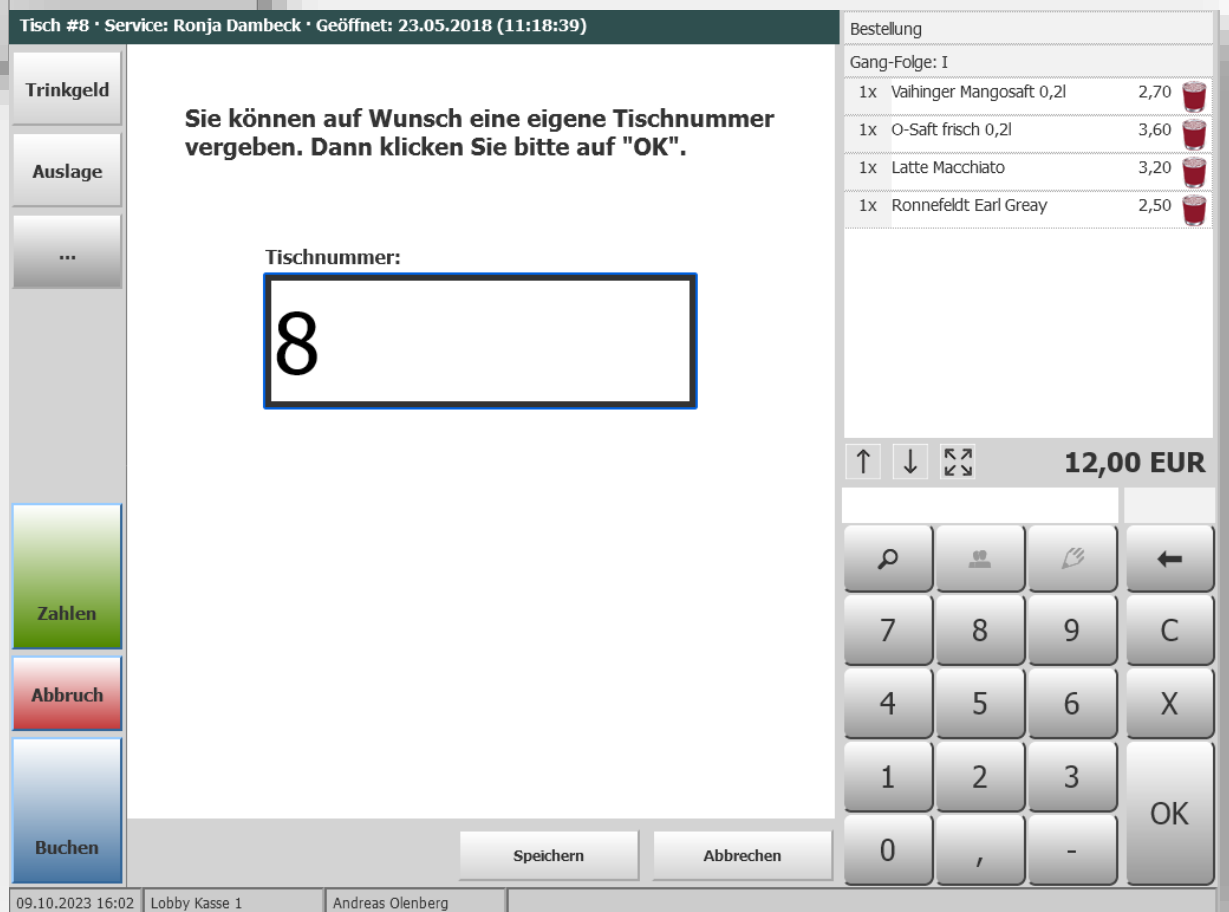 Tisch #8 · Service: Ronja Dambeck · Geöffnet: 23.05.2018 (11:18:39)
Trinkgeld
Auslage
...
Zahlen
Abbruch
Buchen
Sie können auf Wunsch eine eigene Tischnummer
vergeben. Dann klicken Sie bitte auf "OK".
Tischnummer:
8
Speichern Abbrechen
Bestellung
Gang-Folge: I
1x Vaihinger Mangosaft 0,2l 2,70
1x O-Saft frisch 0,2l 3,60
1x Latte Macchiato 3,20
1x Ronnefeldt Earl Greay 2,50
12,00 EUR
7 8 9 C
4 5 6 X
1 2 3
OK
0 , -
09.10.2023 16:02 Lobby Kasse 1 Andreas Olenberg